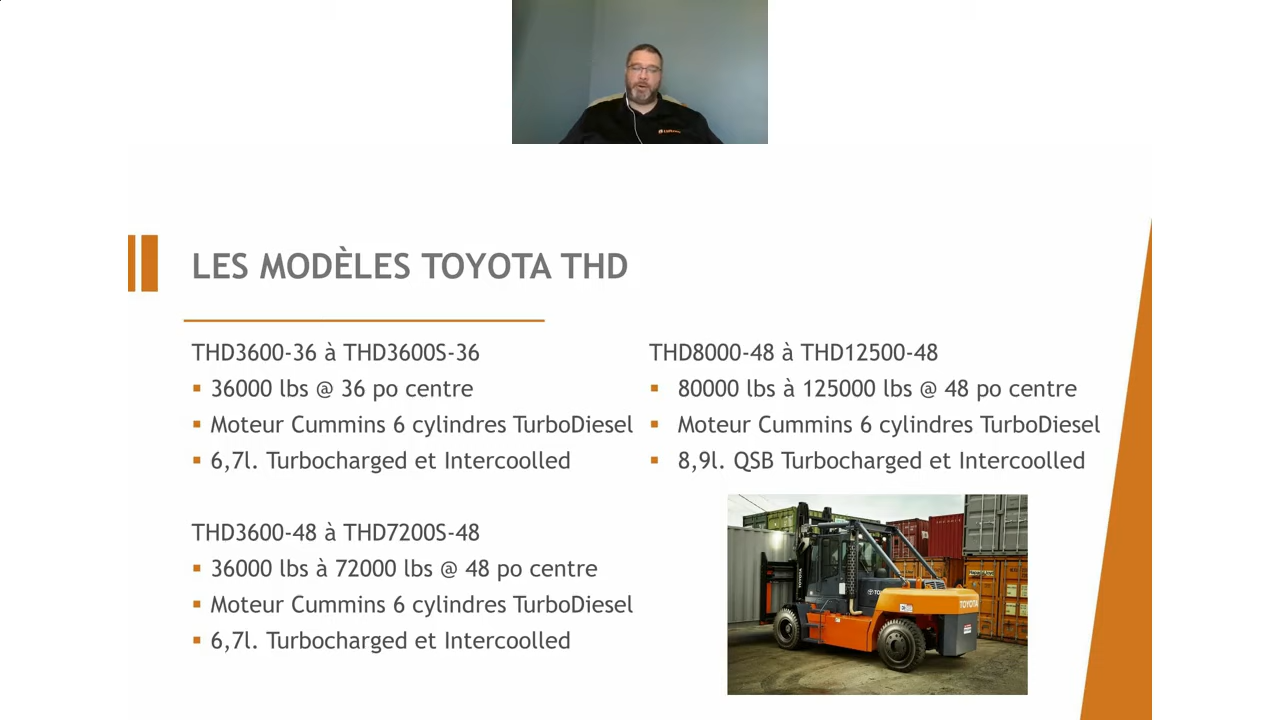 LES MODÈLES TOYOTA THD
THD3600-36 à THD3600S-36
36000 lbs @ 36 po centre
Moteur Cummins 6 cylindres TurboDiesel
6,7l. Turbocharged et Intercoolled
THD3600-48 à THD7200S-48
36000 lbs à 72000 lbs @ 48 po centre
Moteur Cummins 6 cylindres TurboDiesel
6,7l. Turbocharged et Intercoolled
THD8000-48 à THD12500-48
80000 lbs à 125000 lbs @ 48 po centre
Moteur Cummins 6 cylindres TurboDiesel
8,9l. QSB Turbocharged et Intercoolled
TOYOTA